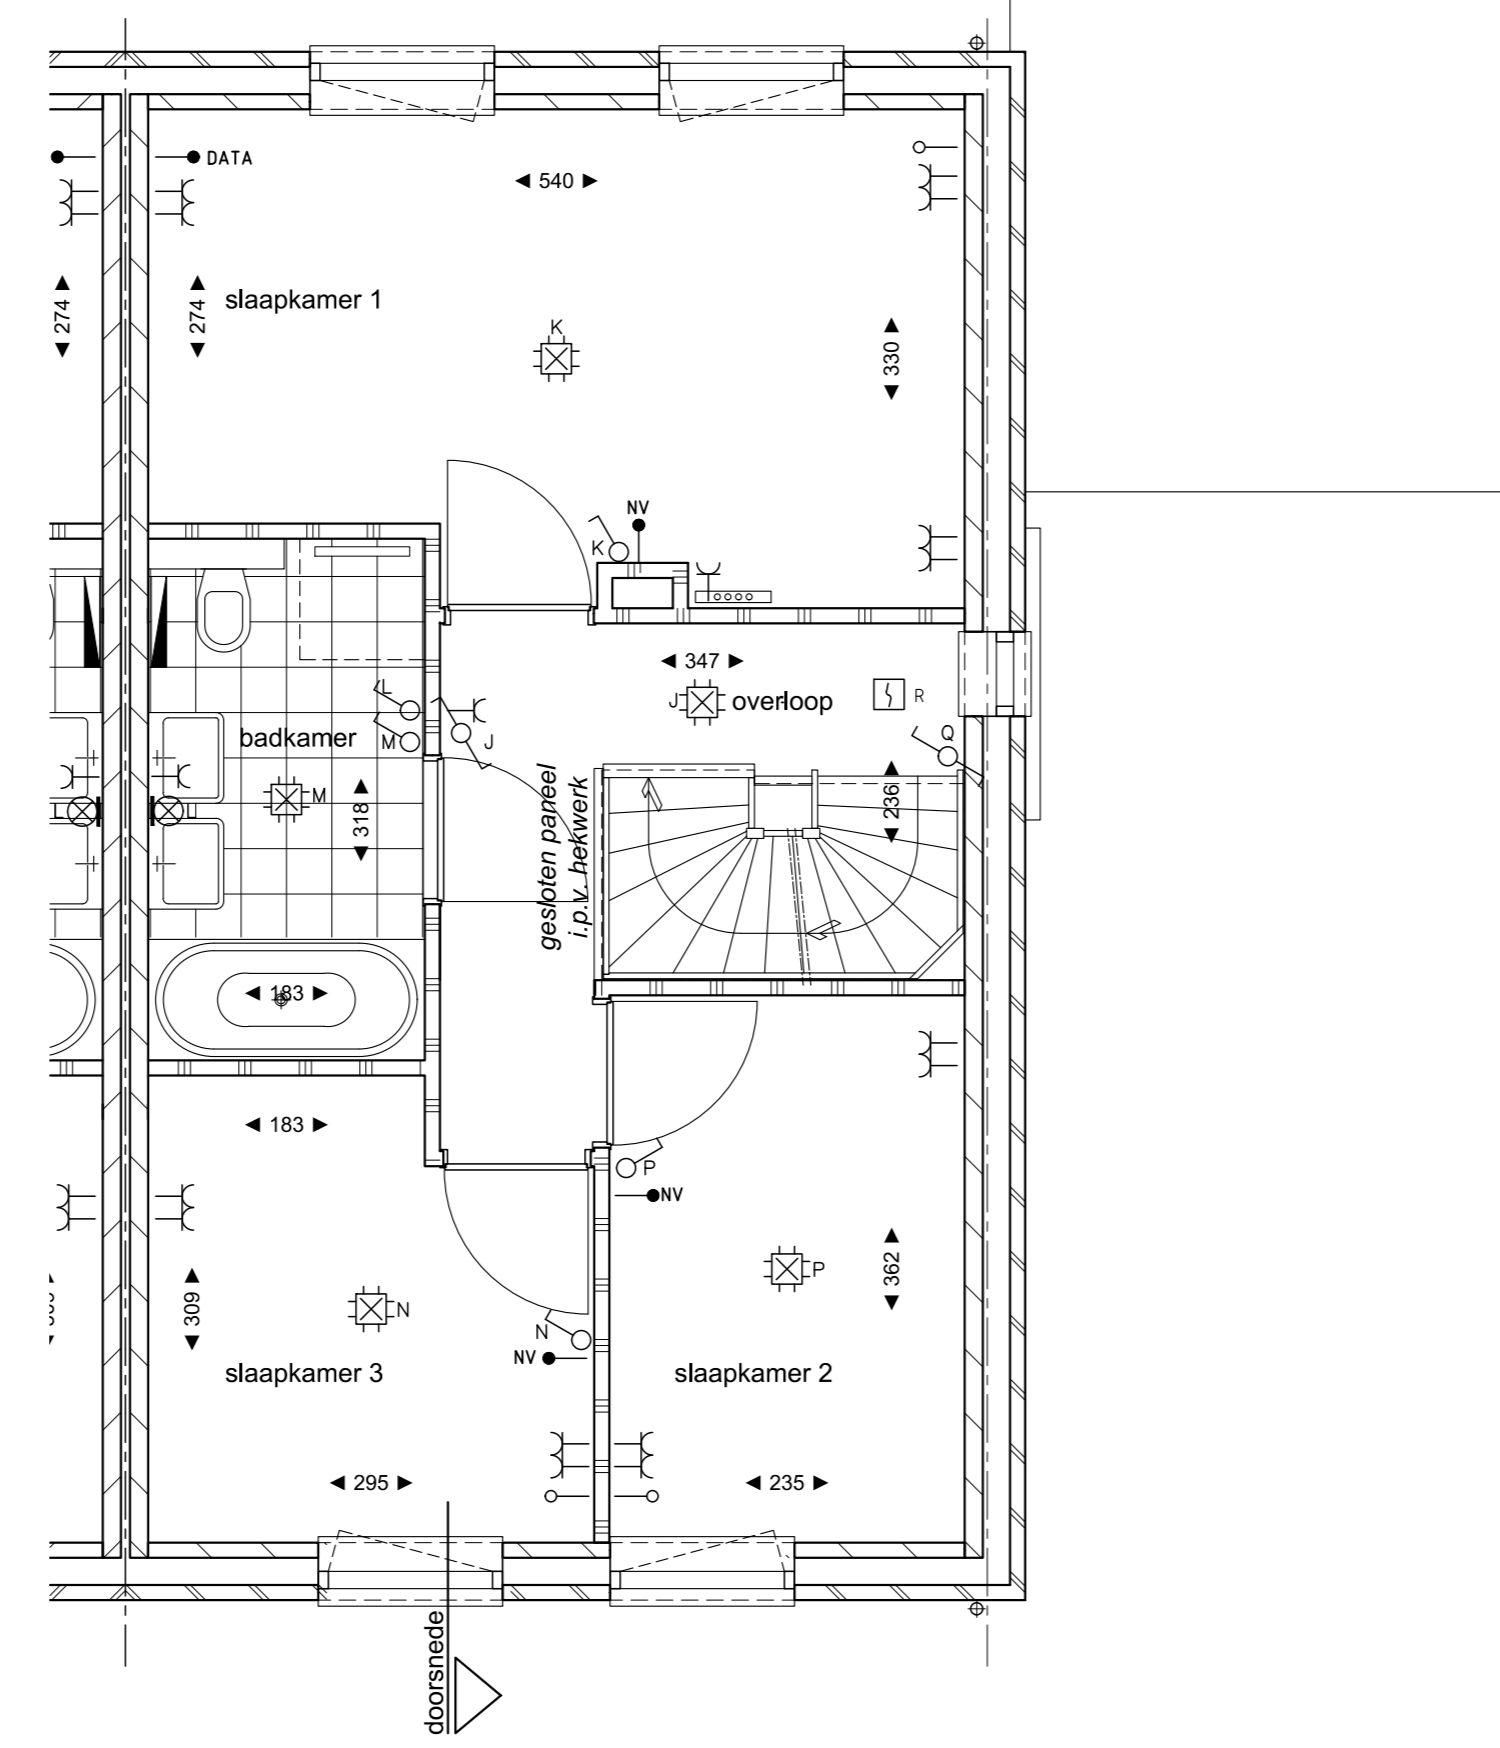 DATA
◄ 540 ►
◄ 274 ►
◄ 274 ►
slaapkamer 1
K
◄ 330 ►
NV
K
◄ 347 ►
L
J
overloop
R
badkamer
M
J
Q
M
◄ 318 ►
gesloten paneel
i.p.v. hekwerk
◄ 236 ►
L
L
◄ 183 ►
◄ 183 ►
P
NV
◄ 362 ►
P
◄ 309 ►
N
N
NV
slaapkamer 3
slaapkamer 2
◄ 295 ►
◄ 235 ►
doorsnede